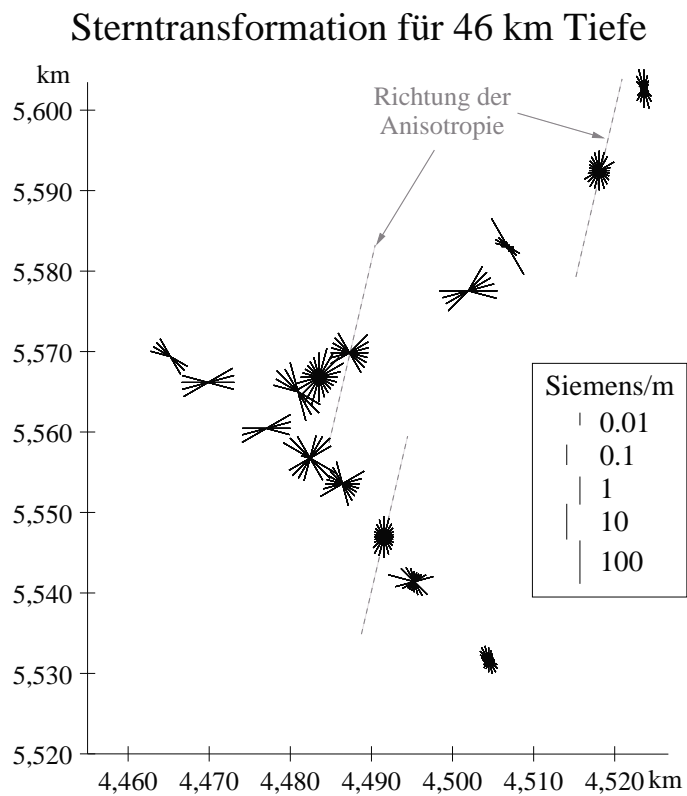 Sterntransformation für 46 km Tiefe
km
Richtung der
Anisotropie
5,600
5,590
5,580
5,570
5,560
5,550
5,540
5,530
5,520
Siemens/m
0.01
0.1
1
10
100
4,460 4,470 4,480 4,490 4,500 4,510 4,520 km